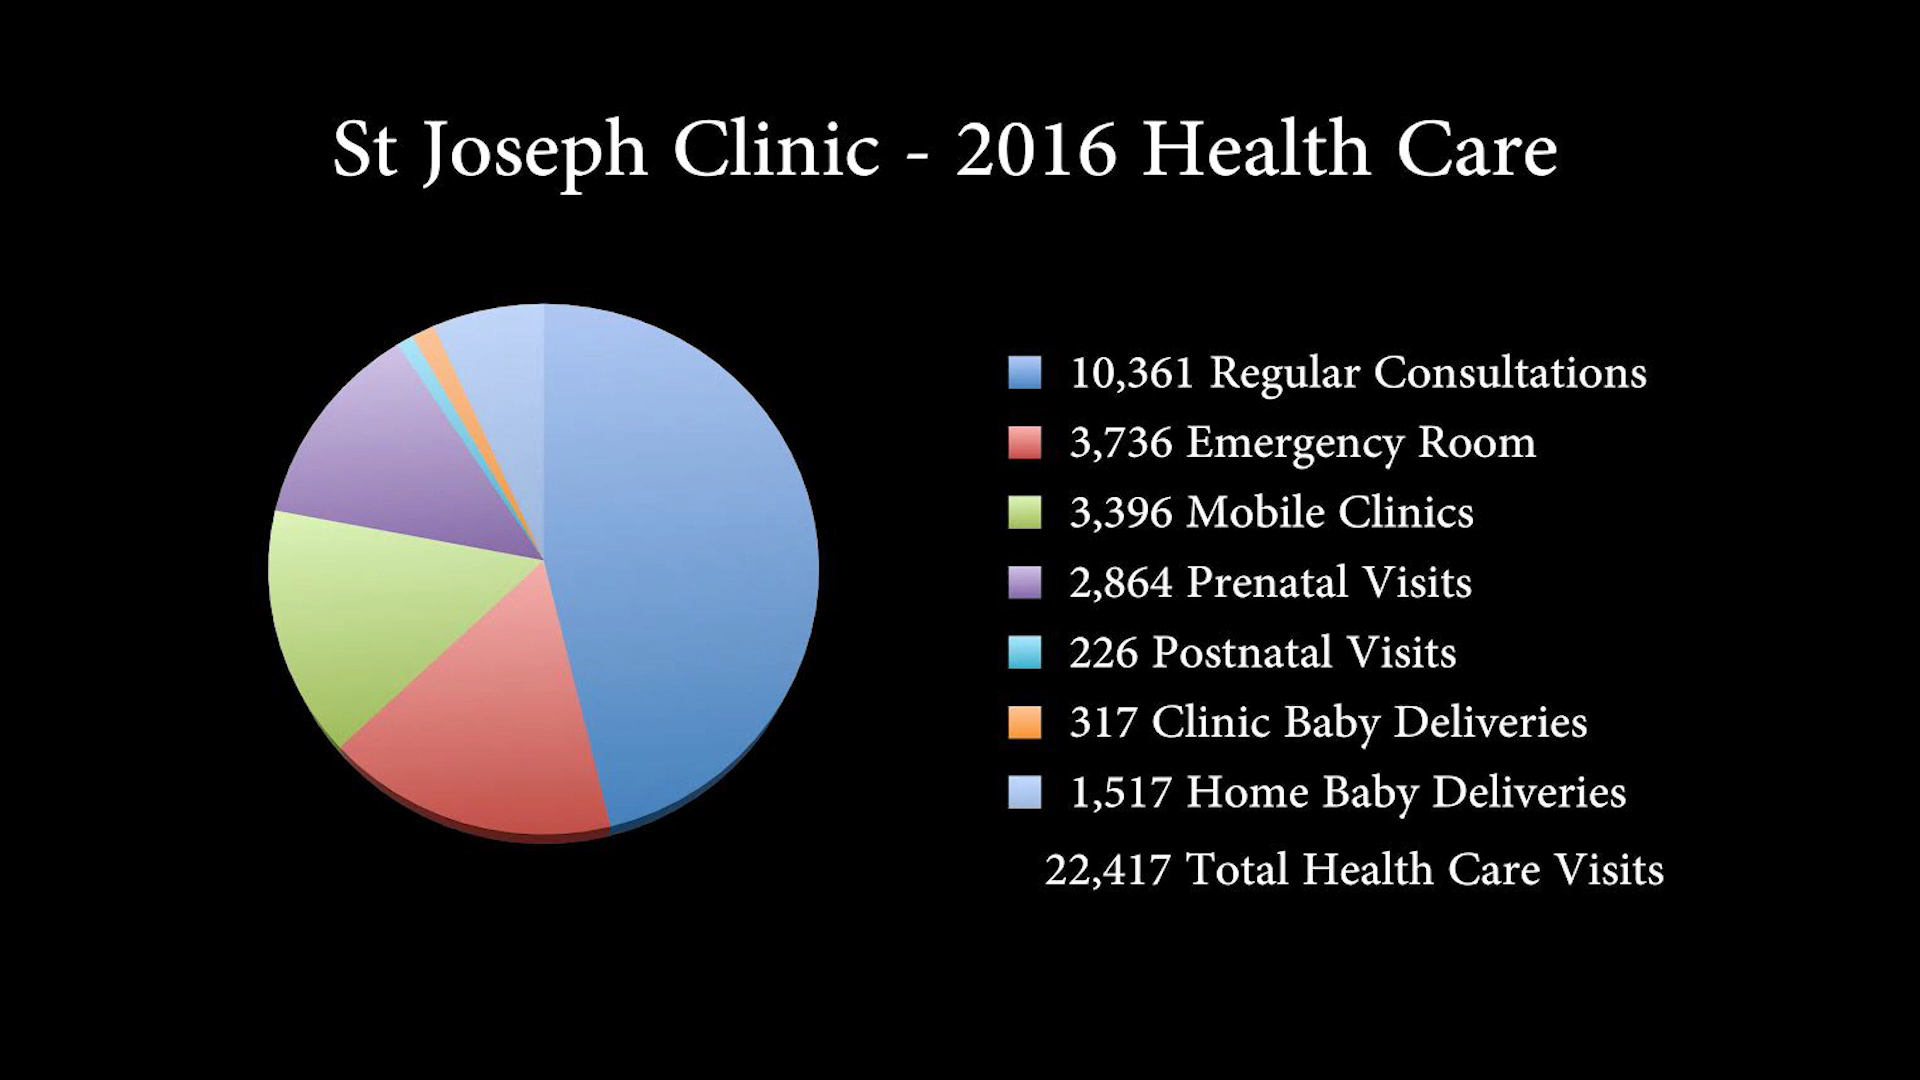 St Joseph Clinic - 2016 Health Care
10,361 Regular Consultations
3,736 Emergency Room
3,396 Mobile Clinics
2,864 Prenatal Visits
226 Postnatal Visits
317 Clinic Baby Deliveries
1,517 Home Baby Deliveries
22,417 Total Health Care Visits